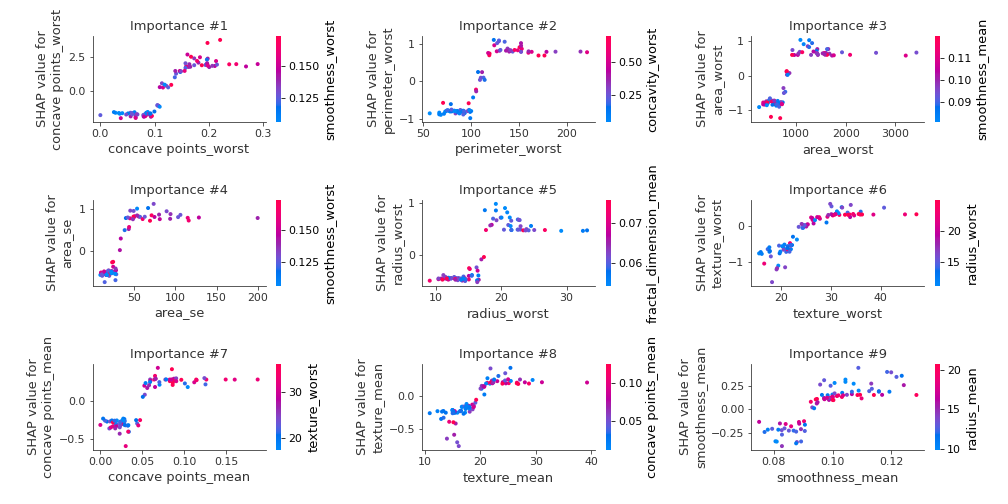 Importance #1
SHAP value for
concave points_worst
2.5
0.0
0.0
0.1
0.2
0.3
concave points_worst
0.150
0.125
smoothness_worst
Importance #2
SHAP value for
perimeter_worst
1
0
−1
50
100
150
200
perimeter_worst
0.50
0.25
concavity_worst
Importance #3
SHAP value for
area_worst
1
0
−1
1000
2000
3000
area_worst
0.11
0.10
0.09
smoothness_mean
Importance #4
SHAP value for
area_se
1
0
50
100
150
200
area_se
0.150
0.125
smoothness_worst
Importance #5
SHAP value for
radius_worst
1
0
10
20
30
radius_worst
0.07
0.06
fractal_dimension_mean
Importance #6
SHAP value for
texture_worst
0
−1
20
30
40
texture_worst
20
15
radius_worst
Importance #7
SHAP value for
concave points_mean
0.0
−0.5
0.00
0.05
0.10
0.15
concave points_mean
30
20
texture_worst
Importance #8
SHAP value for
texture_mean
0.0
−0.5
10
20
30
40
texture_mean
0.10
0.05
concave points_mean
Importance #9
SHAP value for
smoothness_mean
0.25
0.00
−0.25
0.08
0.10
0.12
smoothness_mean
20
15
10
radius_mean